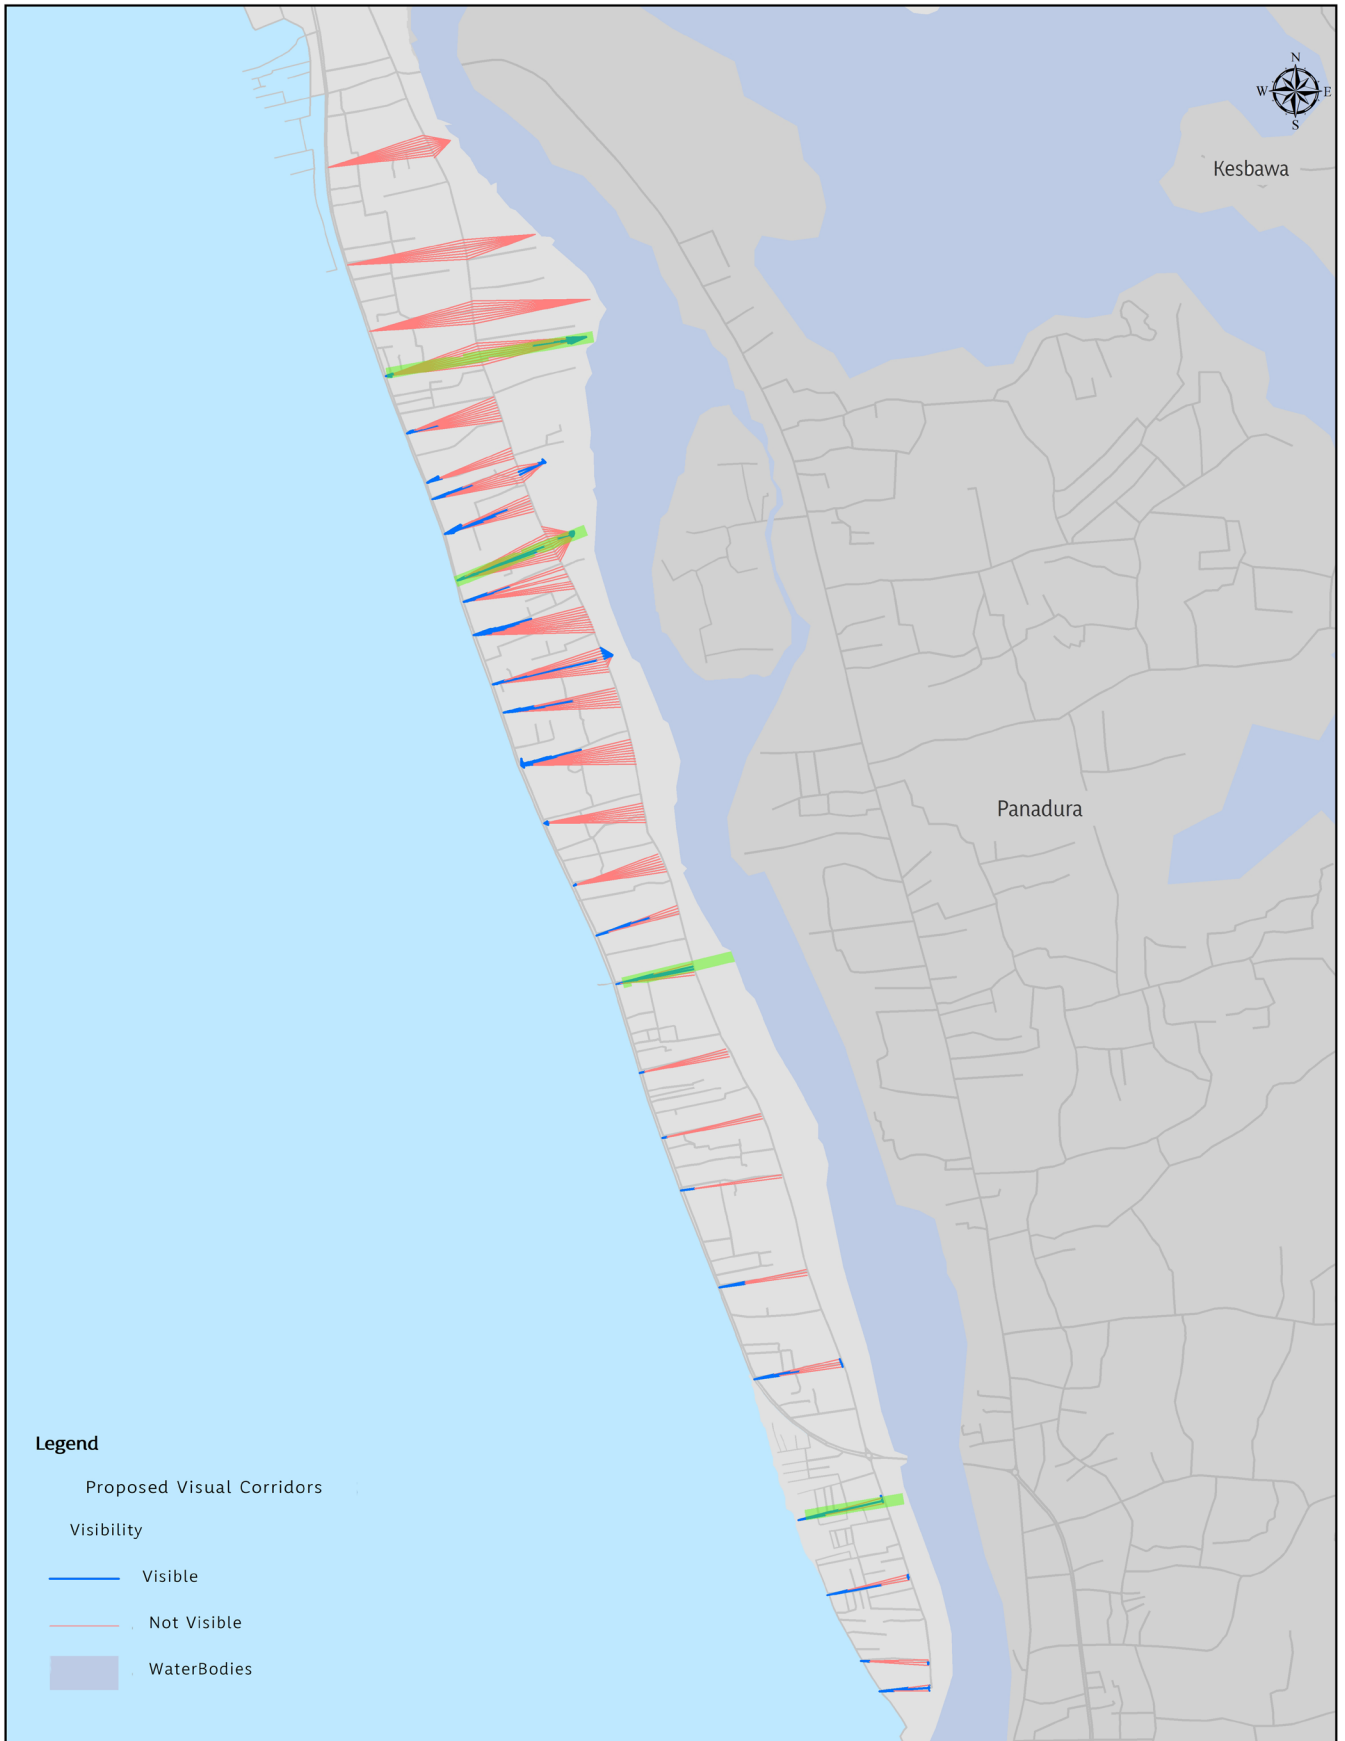 N
W E
S
Kesbawa
Panadura
Legend
Proposed Visual Corridors
Visibility
Visible
Not Visible
WaterBodies